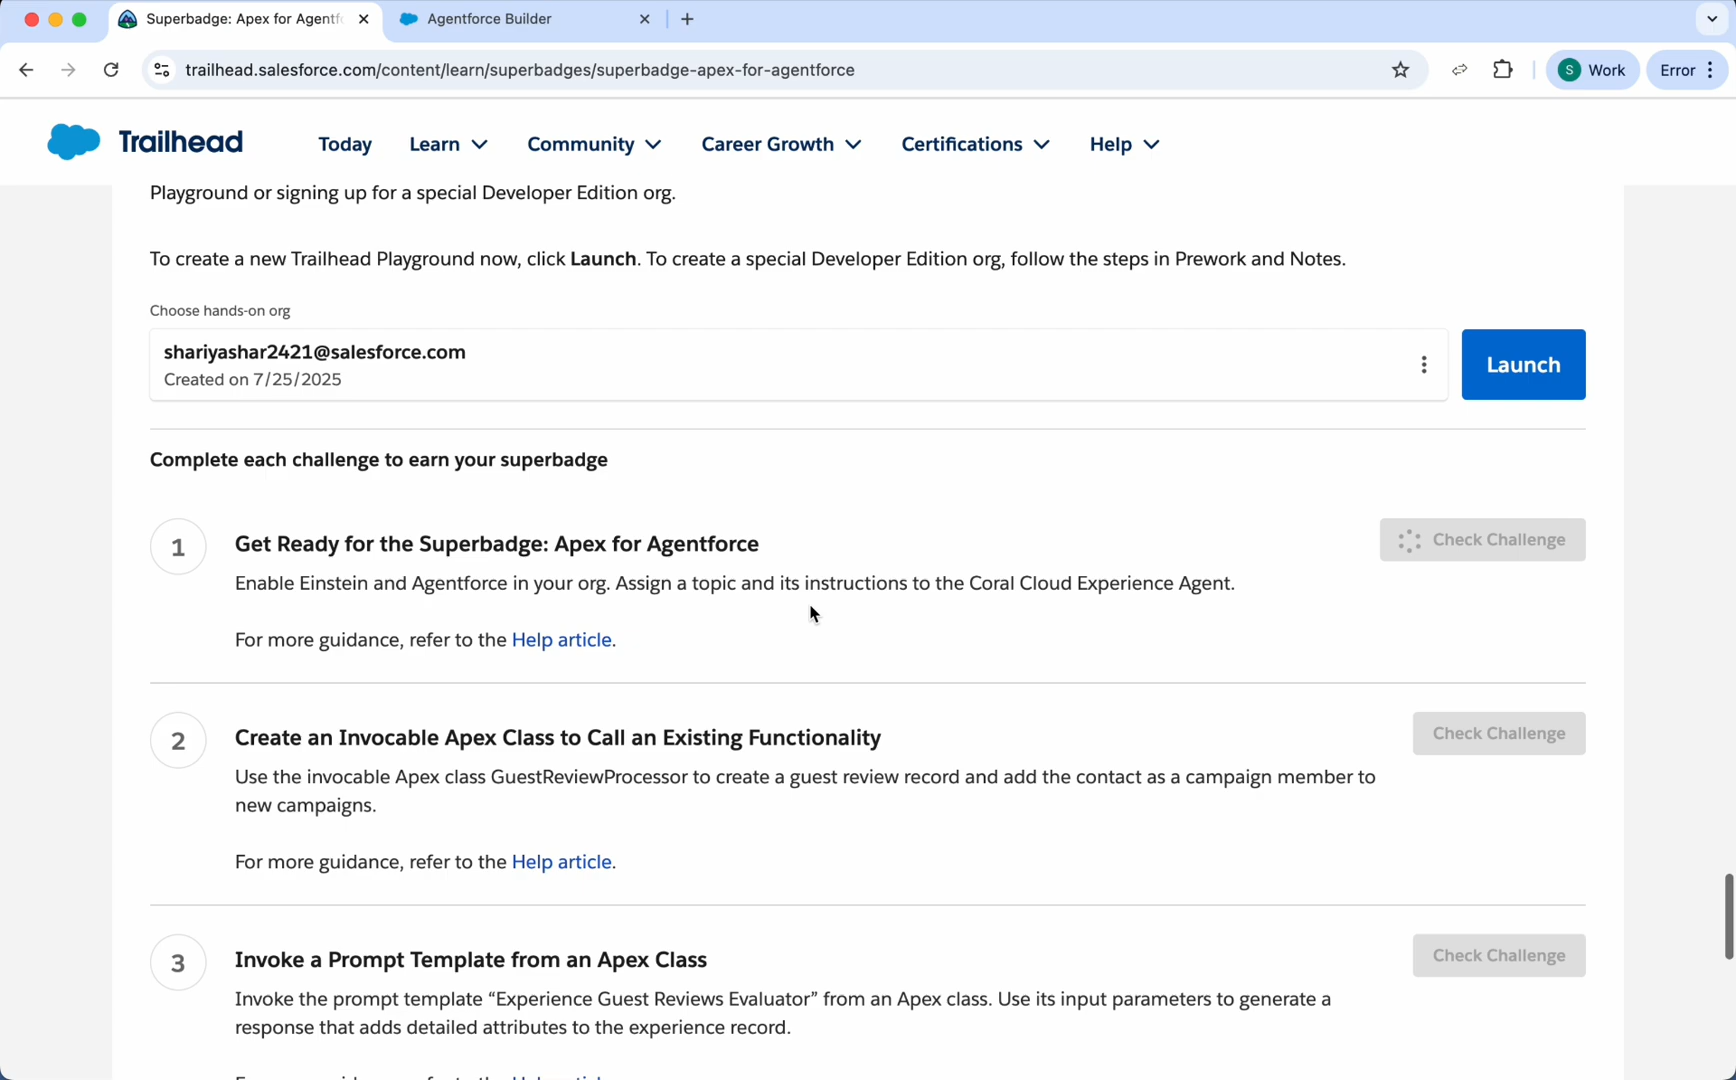 Superbadge: Apex for Agentf
Agentforce Builder
trailhead.salesforce.com/content/learn/superbadges/superbadge-apex-for-agentforce
S Work
Error
Trailhead
Today
Learn
Community
Career Growth
Certifications
Help
Playground or signing up for a special Developer Edition org.
To create a new Trailhead Playground now, click Launch. To create a special Developer Edition org, follow the steps in Prework and Notes.
Choose hands-on org
shariyashar2421@salesforce.com
Created on 7/25/2025
Launch
Complete each challenge to earn your superbadge
1
Get Ready for the Superbadge: Apex for Agentforce
Check Challenge
Enable Einstein and Agentforce in your org. Assign a topic and its instructions to the Coral Cloud Experience Agent.
For more guidance, refer to the Help article.
2
Create an Invocable Apex Class to Call an Existing Functionality
Check Challenge
Use the invocable Apex class GuestReviewProcessor to create a guest review record and add the contact as a campaign member to
new campaigns.
For more guidance, refer to the Help article.
3
Invoke a Prompt Template from an Apex Class
Check Challenge
Invoke the prompt template “Experience Guest Reviews Evaluator” from an Apex class. Use its input parameters to generate a
response that adds detailed attributes to the experience record.